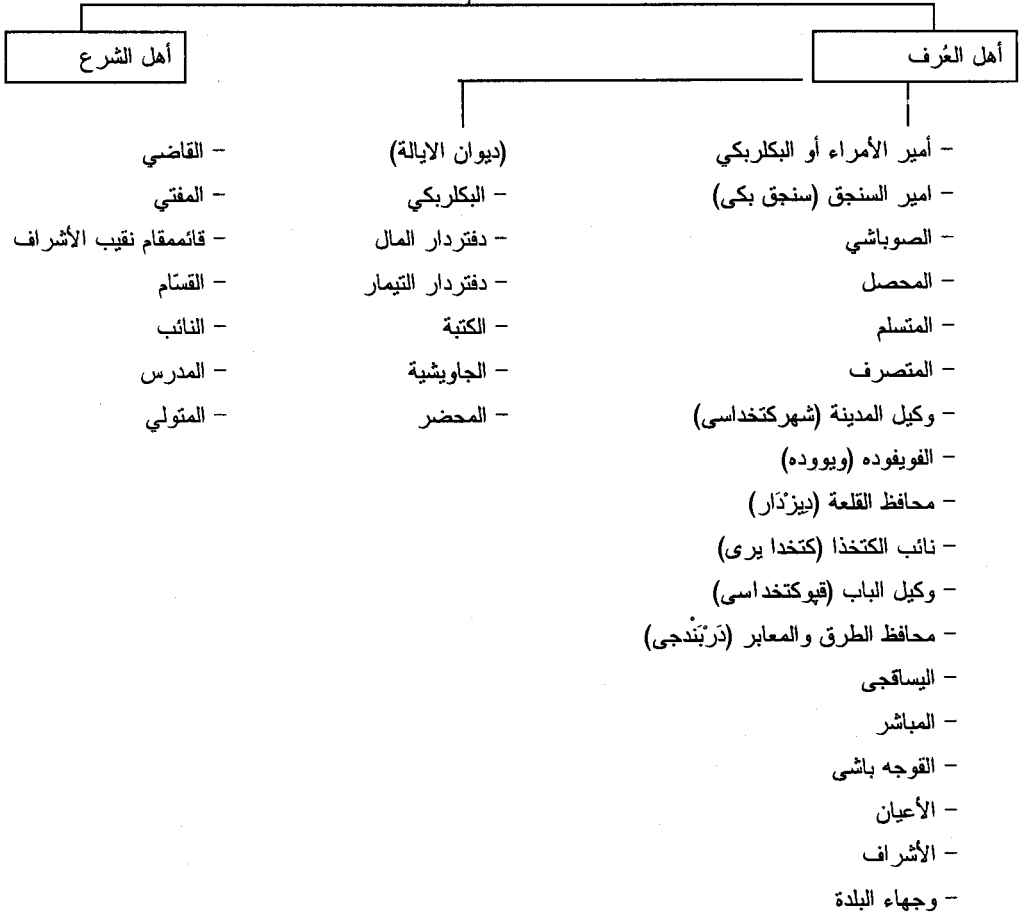 أهل العُرف
– أمير الأمراء أو البكلربكي
– امير السنجق (سنجق بكى)
– الصوباشي
– المحصل
– المتسلم
– المتصرف
– وكيل المدينة (شهركتخداسى)
– الفويفوده (ويووده)
– محافظ القلعة (دِيزْدَار)
– نائب الكتخذا (كتخدا يرى)
– وكيل الباب (قپوكتخداسى)
– محافظ الطرق والمعابر (دَرْبَنْدجى)
– اليساقجى
– المباشر
– القوجه باشى
– الأعيان
– الأشراف
– وجهاء البلدة
(ديوان الايالة)
– البكلربكي
– دفتردار المال
– دفتردار التيمار
– الكتبة
– الجاويشية
– المحضر
أهل الشرع
– القاضي
– المفتي
– قائممقام نقيب الأشراف
– القسّام
– النائب
– المدرس
– المتولي